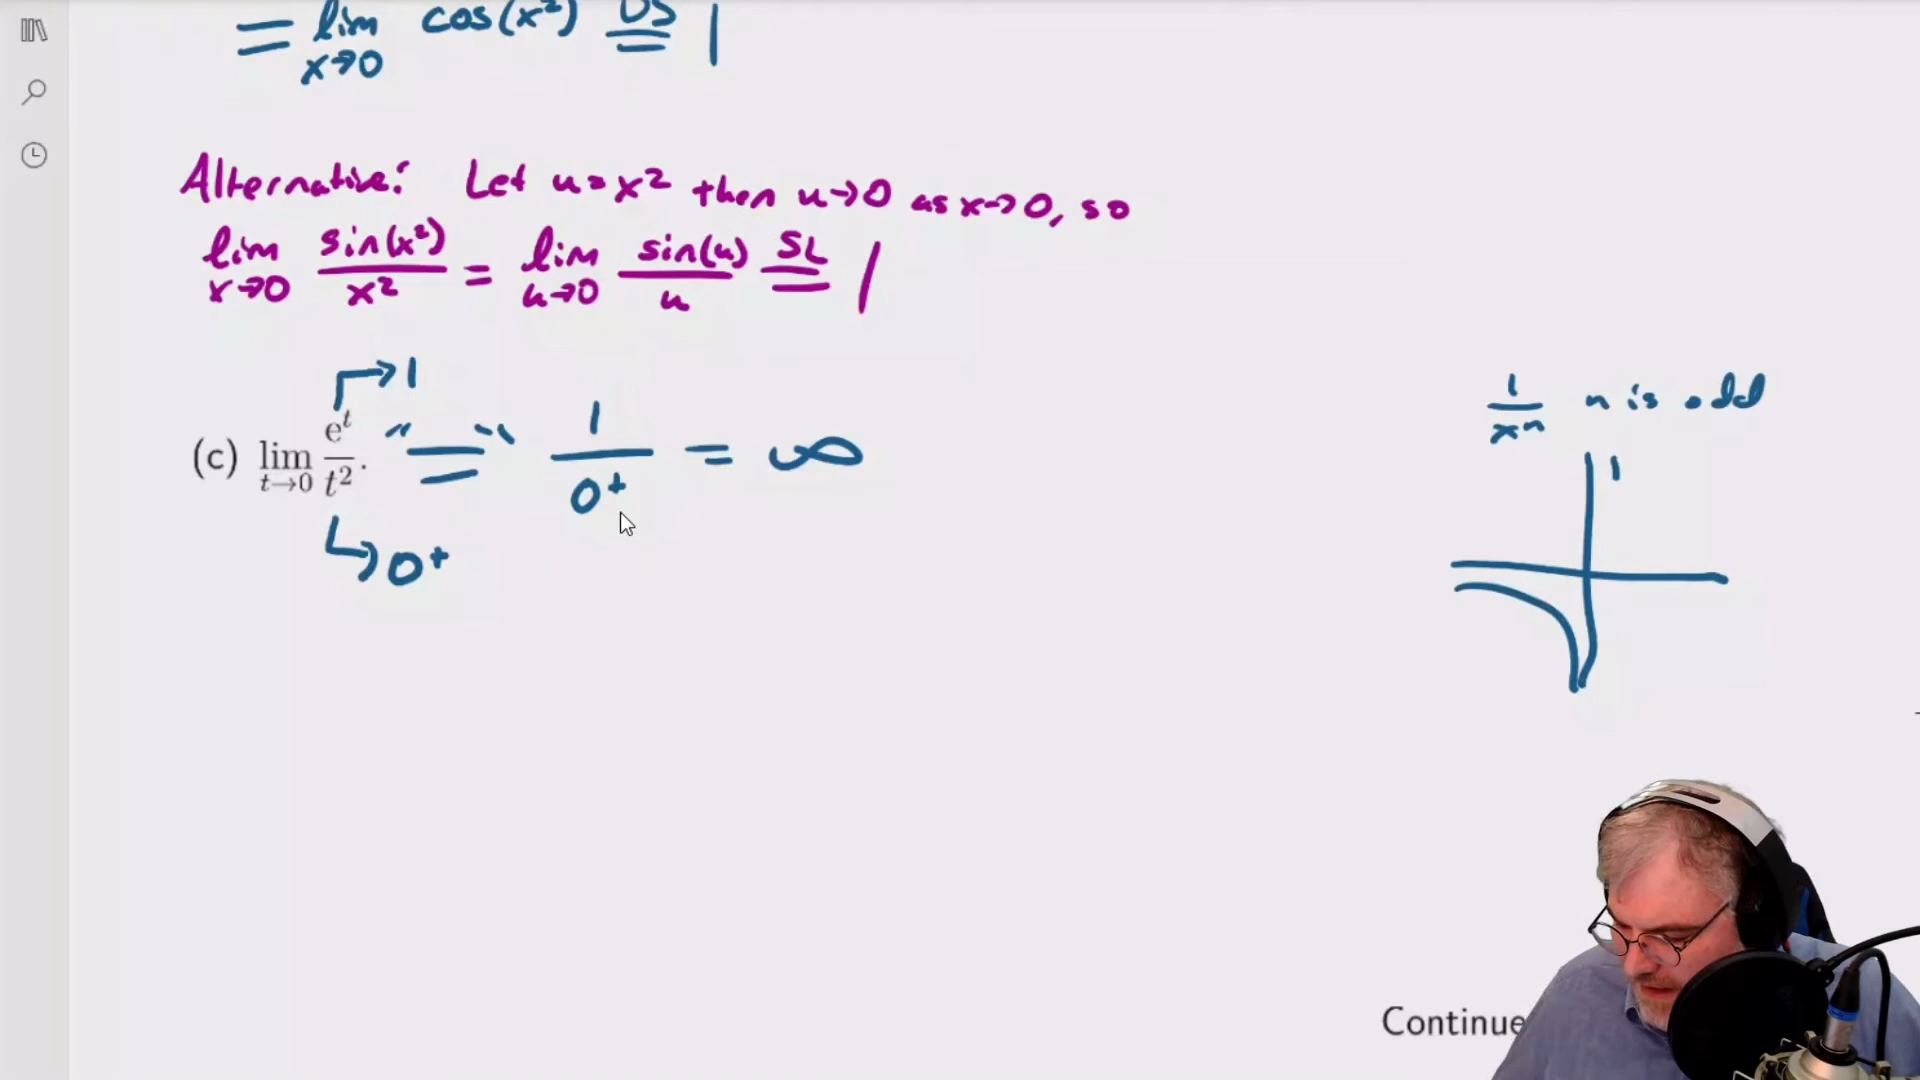 = lim x→0 cos(x²) DS = 1
Alternative: Let u = x² then u→0 as x→0, so
lim x→0 sin(x²)/x² = lim u→0 sin(u)/u SL = 1
→1
(c) lim t→0 eᵗ/t². "=" 1/0⁺ = ∞
→0⁺
1/xⁿ n is odd
Continue